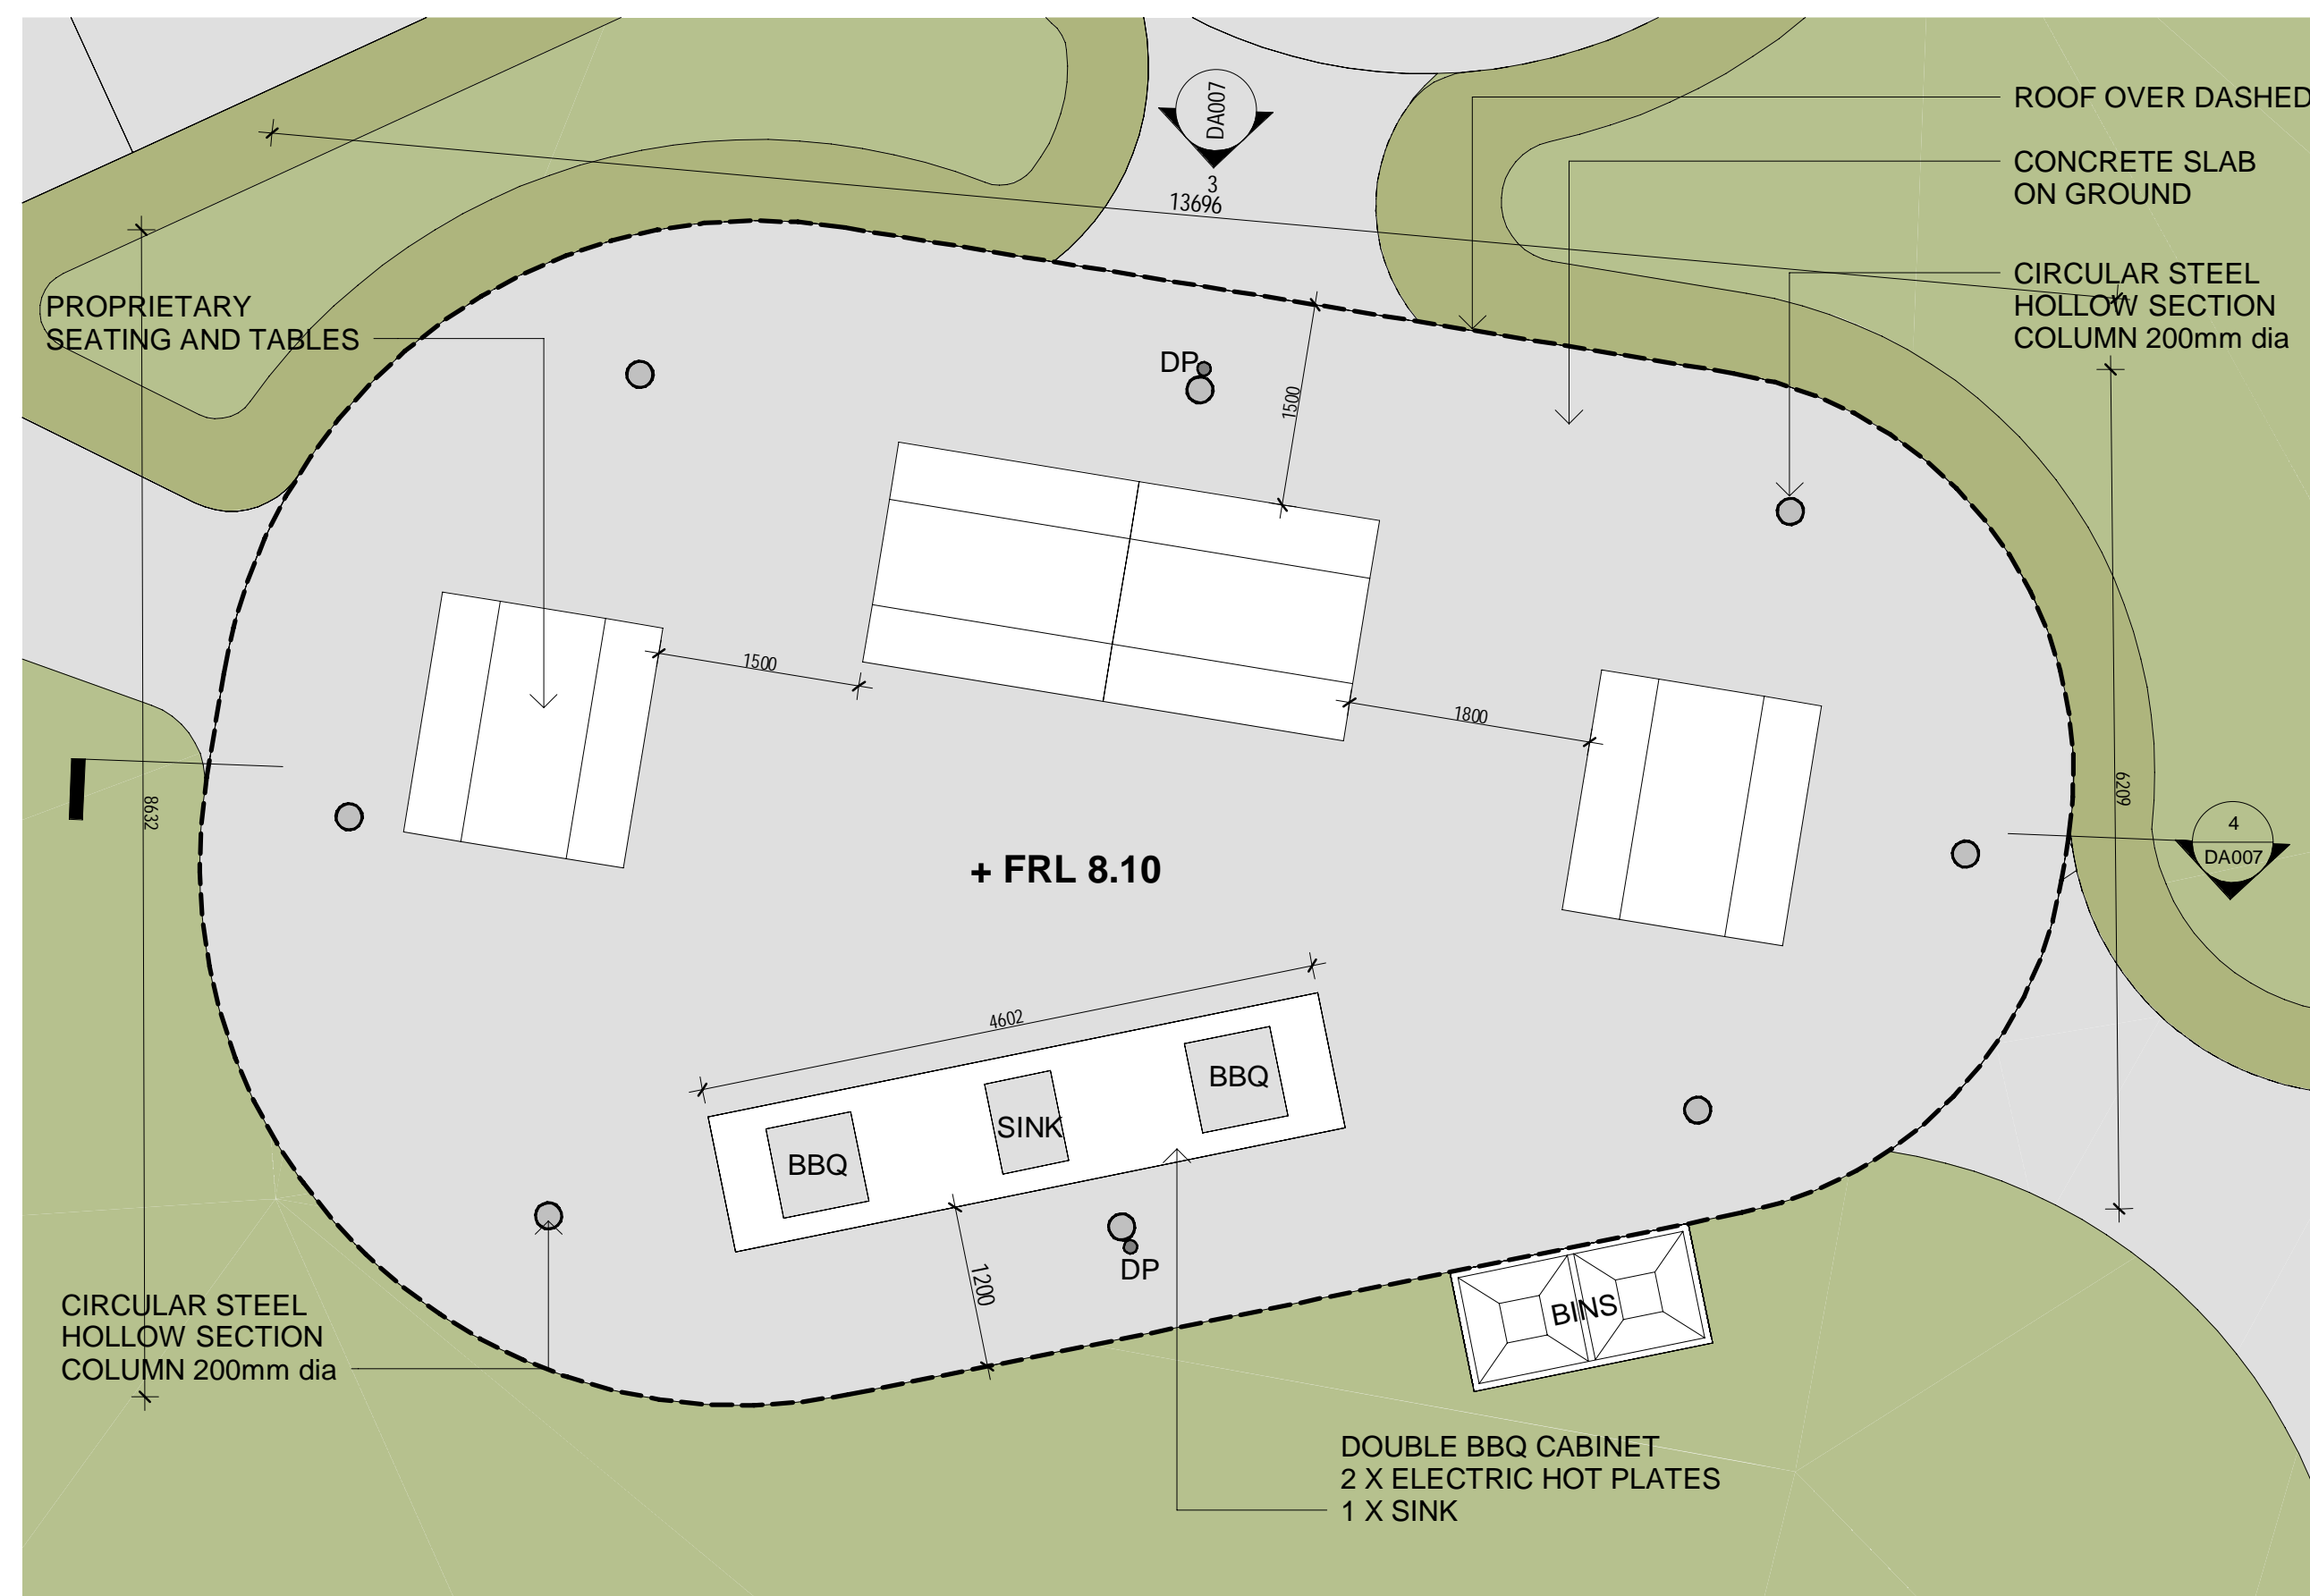 ROOF OVER DASHED
DA007
3
13696
CONCRETE SLAB
ON GROUND
CIRCULAR STEEL
HOLLOW SECTION
COLUMN 200mm dia
PROPRIETARY
SEATING AND TABLES
DP
1500
1500
1800
8632
6209
4
DA007
+ FRL 8.10
4602
BBQ
SINK
BBQ
1200
DP
BINS
CIRCULAR STEEL
HOLLOW SECTION
COLUMN 200mm dia
DOUBLE BBQ CABINET
2 X ELECTRIC HOT PLATES
1 X SINK